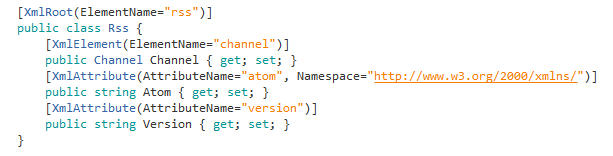 [XmlRoot(ElementName="rss")]
public class Rss {
    [XmlElement(ElementName="channel")]
    public Channel Channel { get; set; }
    [XmlAttribute(AttributeName="atom", Namespace="http://www.w3.org/2000/xmlns/")]
    public string Atom { get; set; }
    [XmlAttribute(AttributeName="version")]
    public string Version { get; set; }
}